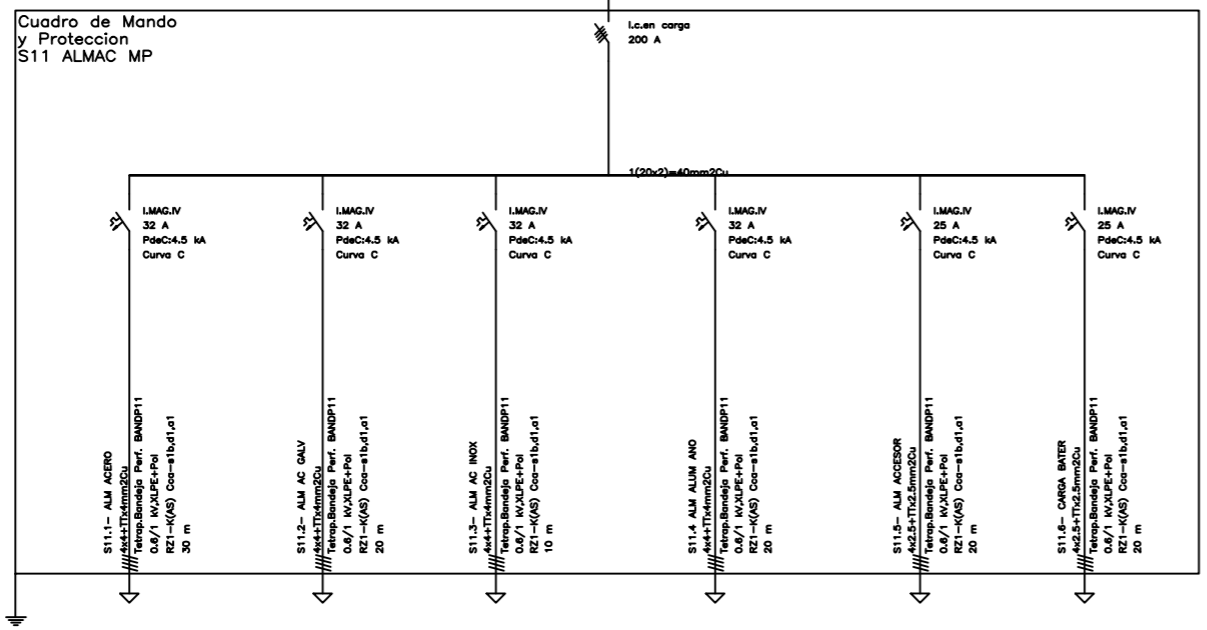 Cuadro de Mando
y Proteccion
S11 ALMAC MP
I.c.en carga
200 A
1(20x2)=40mm2Cu
I.MAG.IV
32 A
PdeC:4.5 kA
Curva C
I.MAG.IV
32 A
PdeC:4.5 kA
Curva C
I.MAG.IV
32 A
PdeC:4.5 kA
Curva C
I.MAG.IV
32 A
PdeC:4.5 kA
Curva C
I.MAG.IV
25 A
PdeC:4.5 kA
Curva C
I.MAG.IV
25 A
PdeC:4.5 kA
Curva C
S11.1- ALM ACERO
4x4+TTx4mm2Cu
Tetrap.Bandeja Perf. BANDP11
0.6/1 kV,XLPE+Pol
RZ1-K(AS) Cca-s1b,d1,a1
30 m
S11.2- ALM AC GALV
4x4+TTx4mm2Cu
Tetrap.Bandeja Perf. BANDP11
0.6/1 kV,XLPE+Pol
RZ1-K(AS) Cca-s1b,d1,a1
20 m
S11.3- ALM AC INOX
4x4+TTx4mm2Cu
Tetrap.Bandeja Perf. BANDP11
0.6/1 kV,XLPE+Pol
RZ1-K(AS) Cca-s1b,d1,a1
10 m
S11.4 ALM ALUM ANO
4x4+TTx4mm2Cu
Tetrap.Bandeja Perf. BANDP11
0.6/1 kV,XLPE+Pol
RZ1-K(AS) Cca-s1b,d1,a1
20 m
S11.5- ALM ACCESOR
4x2.5+TTx2.5mm2Cu
Tetrap.Bandeja Perf. BANDP11
0.6/1 kV,XLPE+Pol
RZ1-K(AS) Cca-s1b,d1,a1
20 m
S11.6- CARGA BATER
4x2.5+TTx2.5mm2Cu
Tetrap.Bandeja Perf. BANDP11
0.6/1 kV,XLPE+Pol
RZ1-K(AS) Cca-s1b,d1,a1
20 m